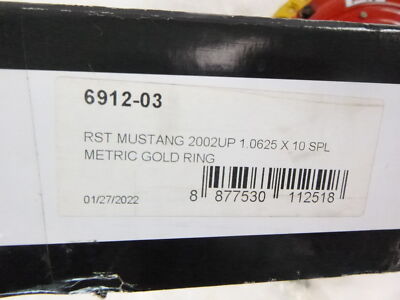 6912-03
RST MUSTANG 2002UP 1.0625 X 10 SPL
METRIC GOLD RING
01/27/2022
8 877530 112518